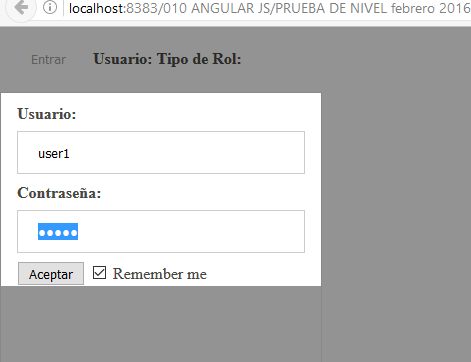 localhost:8383/010 ANGULAR JS/PRUEBA DE NIVEL febrero 2016
Entrar Usuario: Tipo de Rol:
Usuario:
user1
Contraseña:
●●●●●
Aceptar Remember me